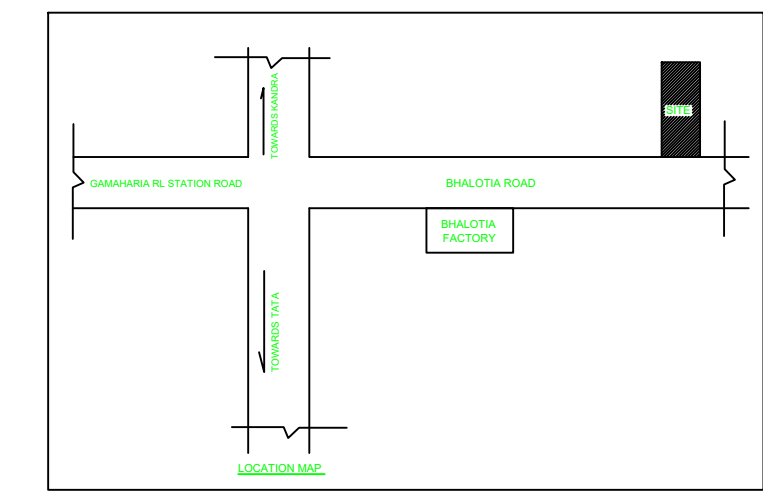 TOWARDS KANDRA
SITE
GAMAHARIA RL STATION ROAD
BHALOTIA ROAD
BHALOTIA
FACTORY
TOWARDS TATA
LOCATION MAP